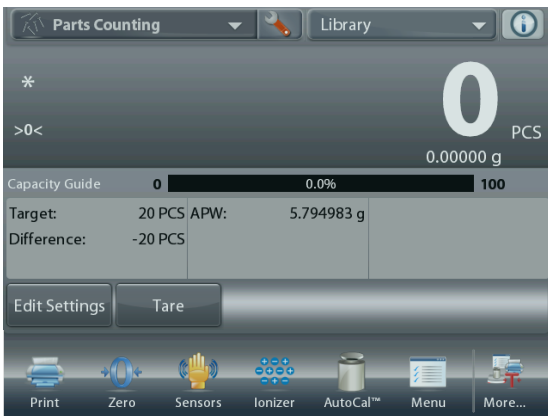 Parts Counting Library
*
0
>0< PCS
0.00000 g
Capacity Guide 0 0.0% 100
Target: 20 PCS APW: 5.794983 g
Difference: -20 PCS
Edit Settings Tare
Print Zero Sensors Ionizer AutoCal™ Menu More...